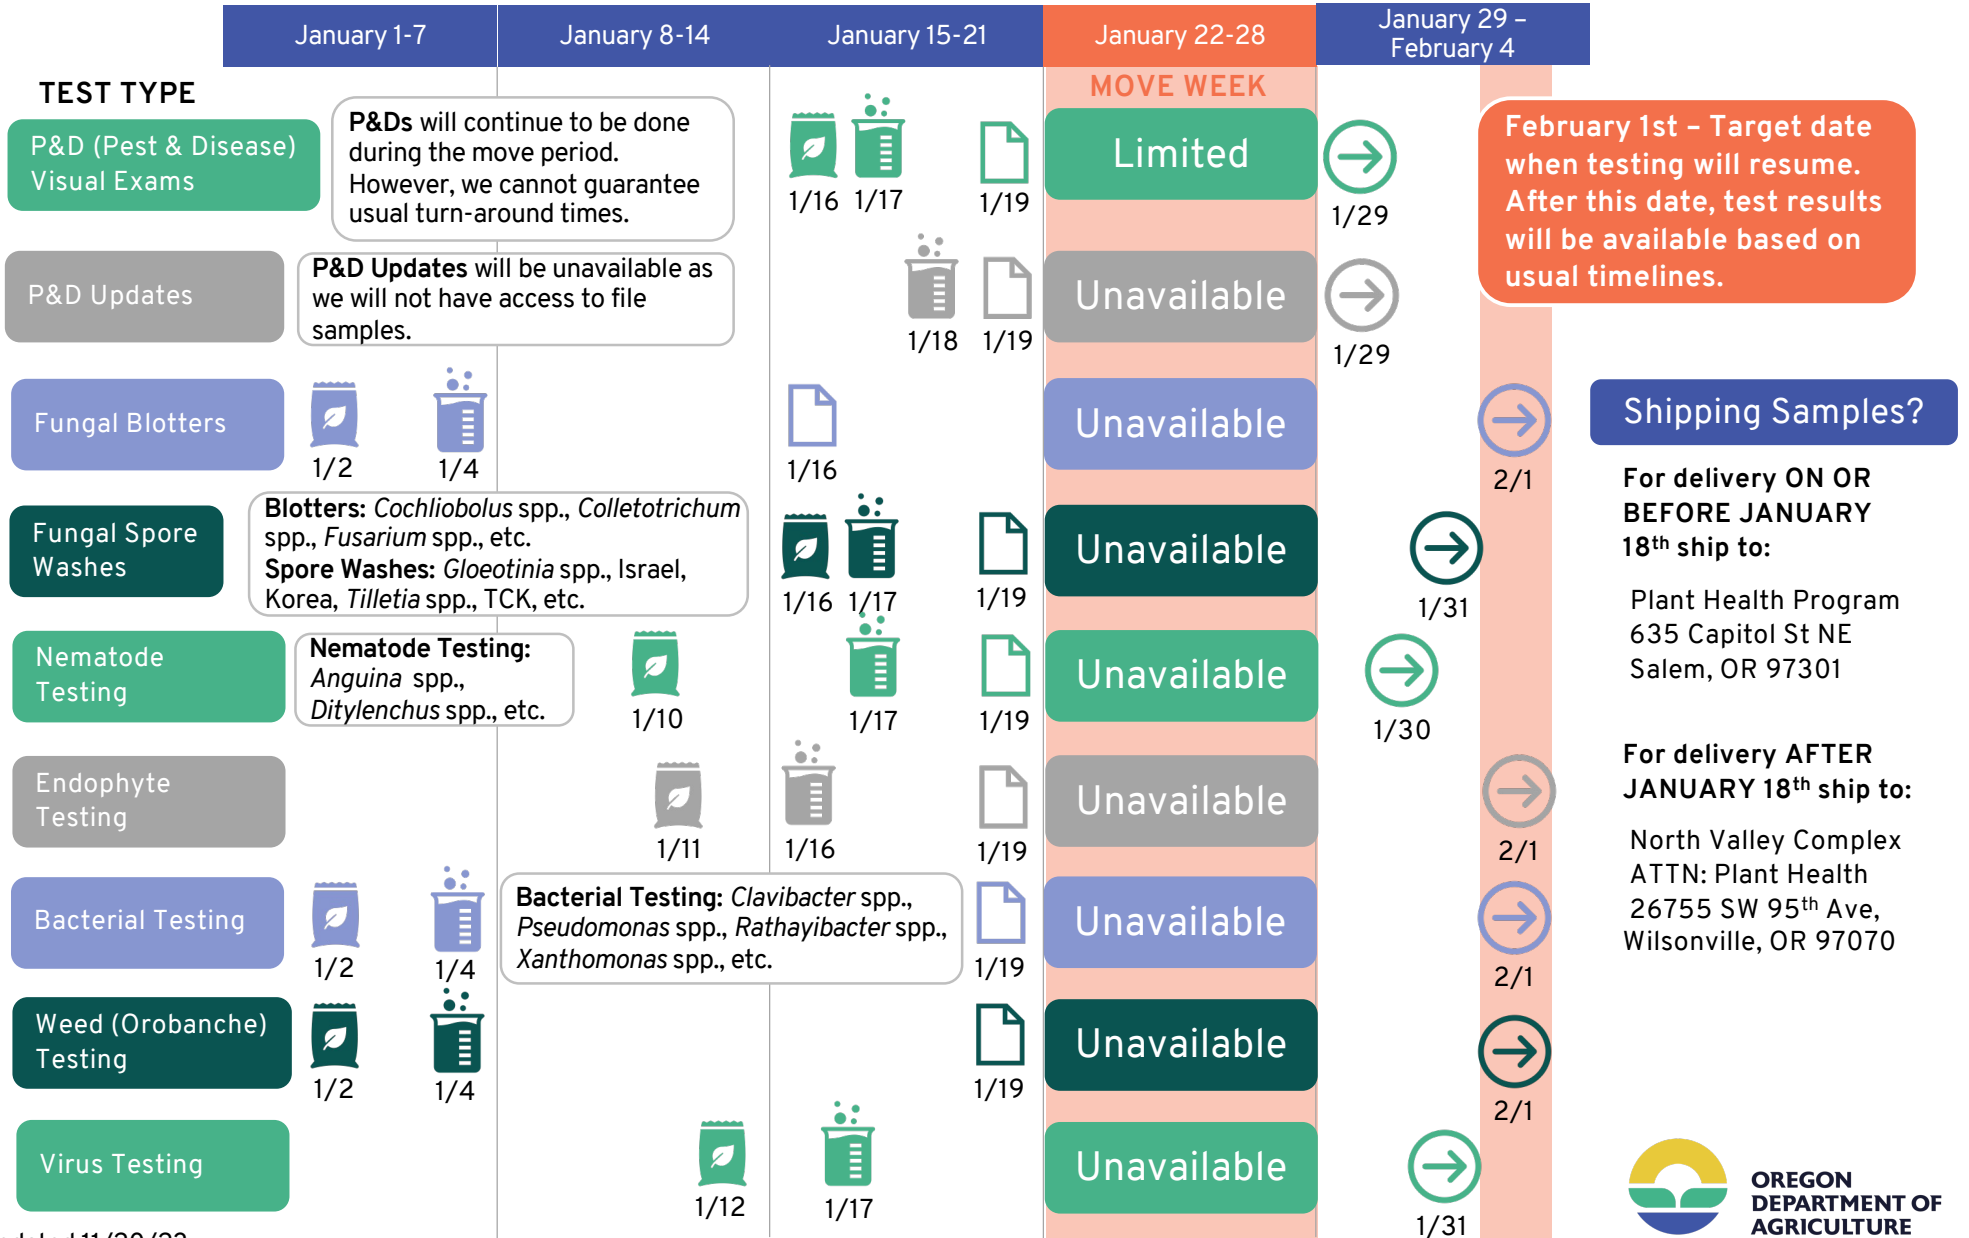 January 1-7
January 8-14
January 15-21
January 22-28
January 29 –
February 4
TEST TYPE
MOVE WEEK
P&D (Pest & Disease)
Visual Exams
P&Ds will continue to be done
during the move period.
However, we cannot guarantee
usual turn-around times.
1/16
1/17
1/19
Limited
1/29
February 1st – Target date
when testing will resume.
After this date, test results
will be available based on
usual timelines.
P&D Updates
P&D Updates will be unavailable as
we will not have access to file
samples.
1/18
1/19
Unavailable
1/29
Fungal Blotters
1/2
1/4
1/16
Unavailable
2/1
Fungal Spore
Washes
Blotters: Cochliobolus spp., Colletotrichum
spp., Fusarium spp., etc.
Spore Washes: Gloeotinia spp., Israel,
Korea, Tilletia spp., TCK, etc.
1/16
1/17
1/19
Unavailable
1/31
Nematode
Testing
Nematode Testing:
Anguina spp.,
Ditylenchus spp., etc.
1/10
1/17
1/19
Unavailable
1/30
Endophyte
Testing
1/11
1/16
1/19
Unavailable
2/1
Bacterial Testing
1/2
1/4
Bacterial Testing: Clavibacter spp.,
Pseudomonas spp., Rathayibacter spp.,
Xanthomonas spp., etc.
1/19
Unavailable
2/1
Weed (Orobanche)
Testing
1/2
1/4
1/19
Unavailable
2/1
Virus Testing
1/12
1/17
Unavailable
1/31
Shipping Samples?
For delivery ON OR
BEFORE JANUARY
18th ship to:
Plant Health Program
635 Capitol St NE
Salem, OR 97301
For delivery AFTER
JANUARY 18th ship to:
North Valley Complex
ATTN: Plant Health
26755 SW 95th Ave,
Wilsonville, OR 97070
OREGON
DEPARTMENT OF
AGRICULTURE